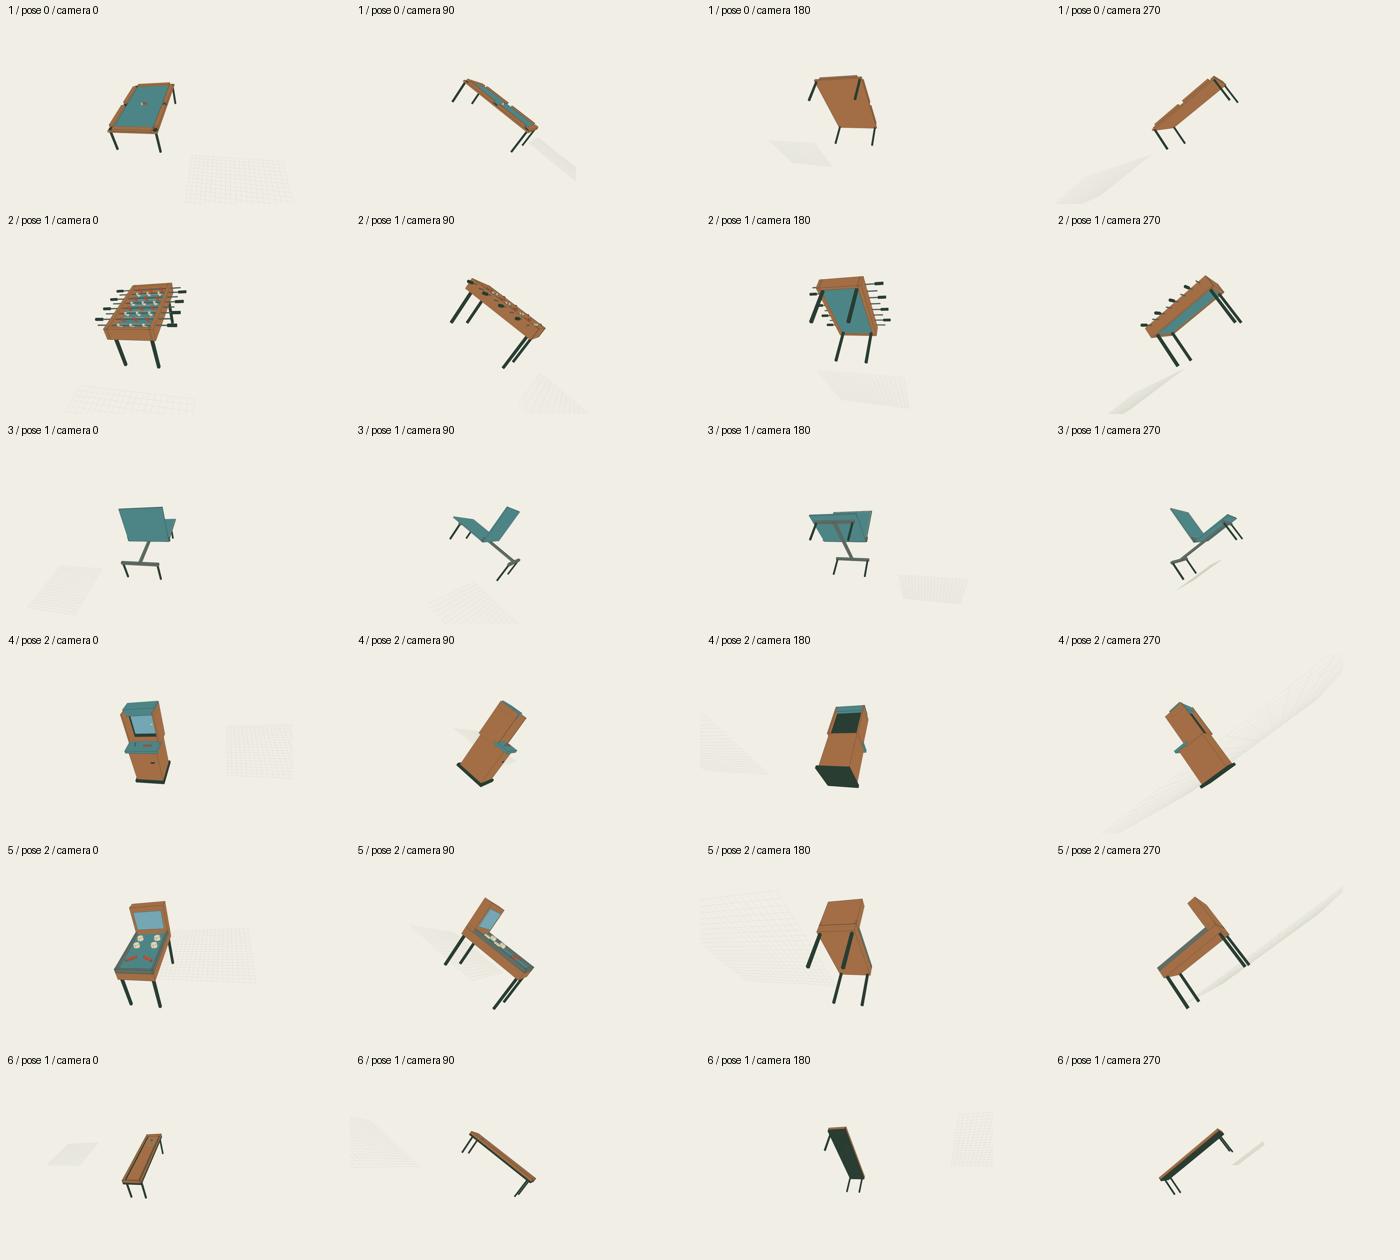 1 / pose 0 / camera 0
1 / pose 0 / camera 90
1 / pose 0 / camera 180
1 / pose 0 / camera 270
2 / pose 1 / camera 0
2 / pose 1 / camera 90
2 / pose 1 / camera 180
2 / pose 1 / camera 270
3 / pose 1 / camera 0
3 / pose 1 / camera 90
3 / pose 1 / camera 180
3 / pose 1 / camera 270
4 / pose 2 / camera 0
4 / pose 2 / camera 90
4 / pose 2 / camera 180
4 / pose 2 / camera 270
5 / pose 2 / camera 0
5 / pose 2 / camera 90
5 / pose 2 / camera 180
5 / pose 2 / camera 270
6 / pose 1 / camera 0
6 / pose 1 / camera 90
6 / pose 1 / camera 180
6 / pose 1 / camera 270